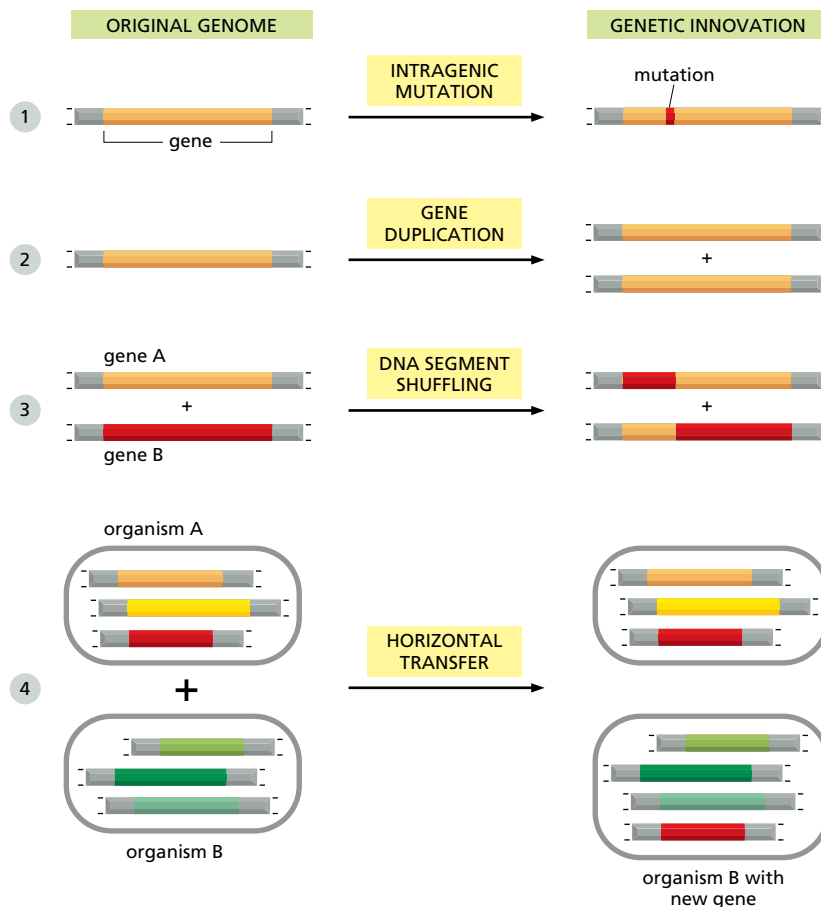 ORIGINAL GENOME
GENETIC INNOVATION
INTRAGENIC
MUTATION
mutation
1
gene
GENE
DUPLICATION
2
+
gene A
DNA SEGMENT
SHUFFLING
3
+
+
gene B
organism A
HORIZONTAL
TRANSFER
4
+
organism B
organism B with
new gene